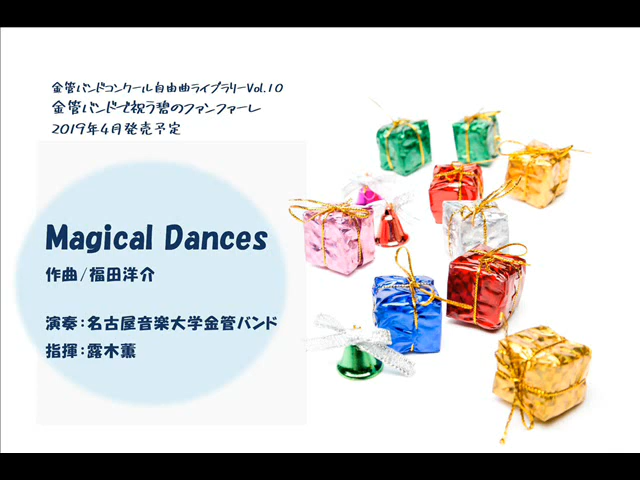 金管バンドコンクール自由曲ライブラリーVol.10
金管バンドで祝う碧のファンファーレ
2019年4月発売予定
Magical Dances
作曲/福田洋介
演奏:名古屋音楽大学金管バンド
指揮:露木薫